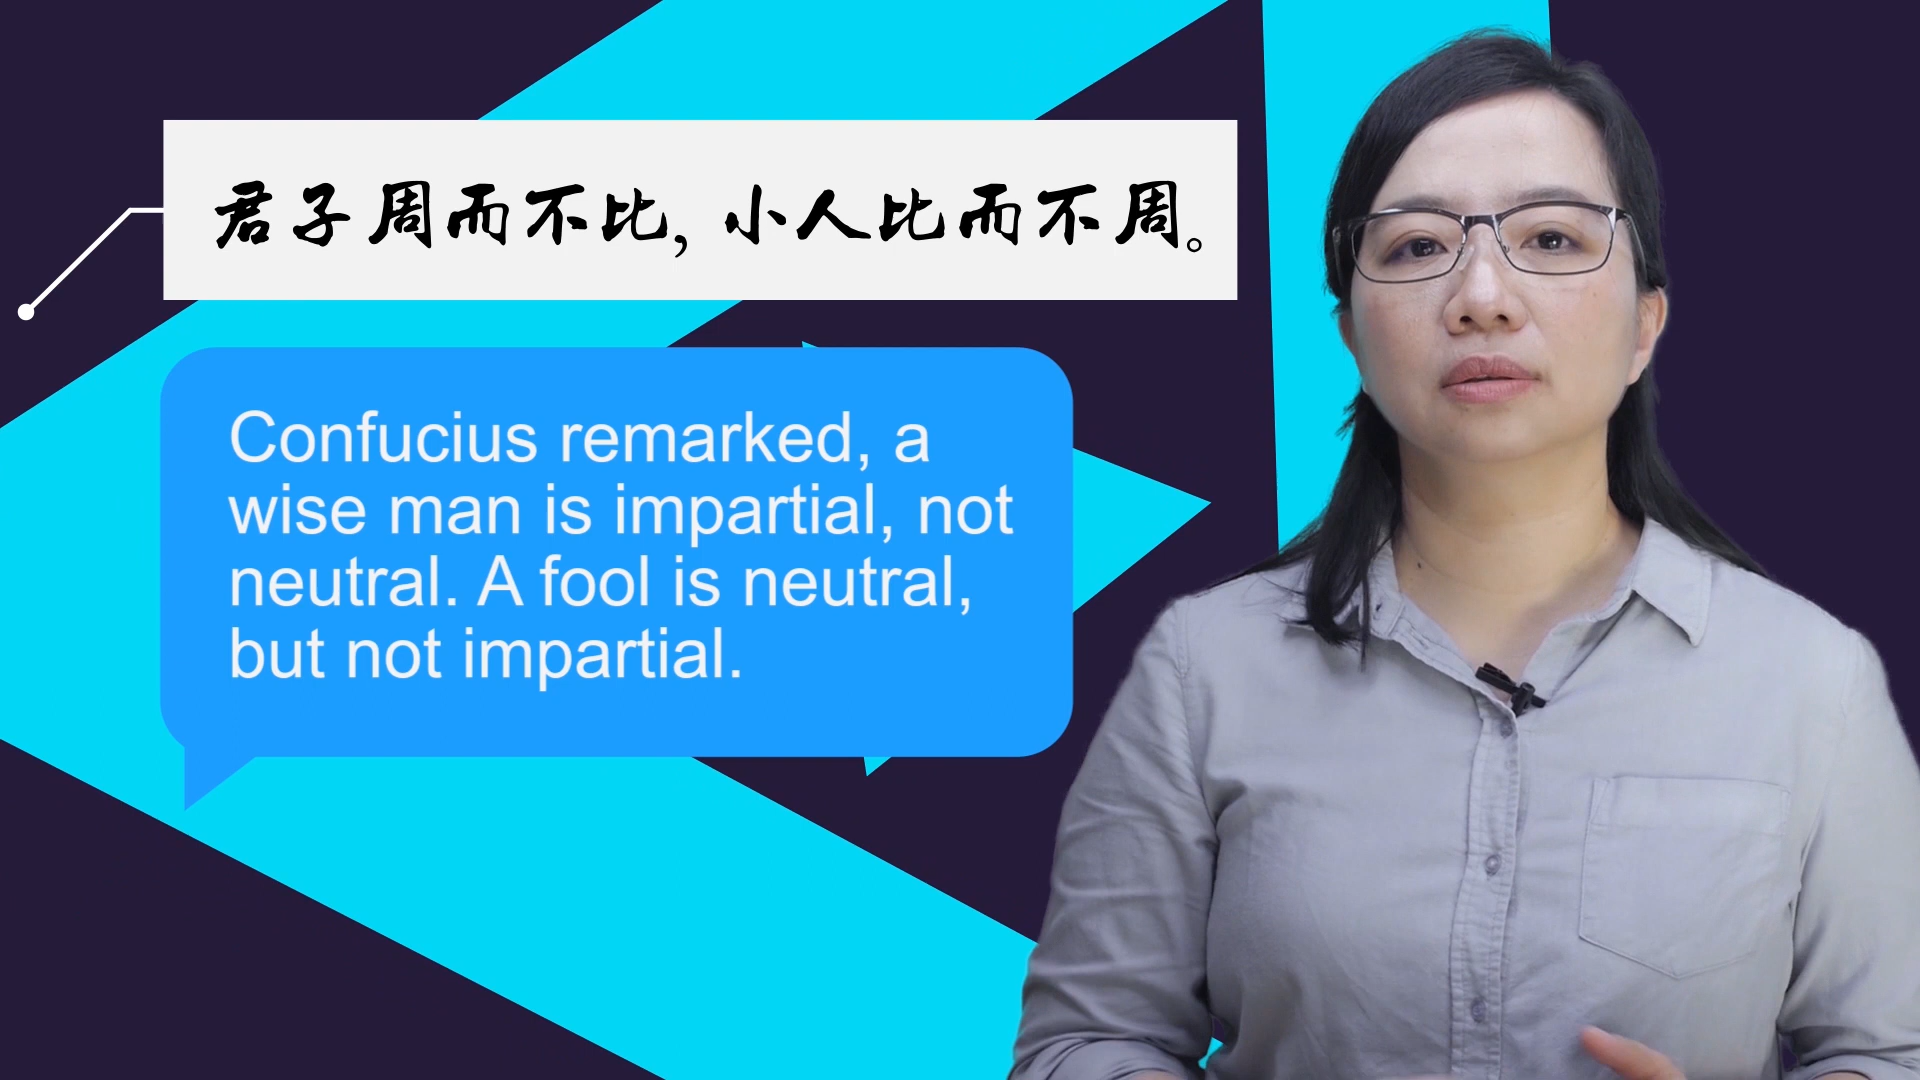 君子周而不比，小人比而不周。
Confucius remarked, a
wise man is impartial, not
neutral. A fool is neutral,
but not impartial.